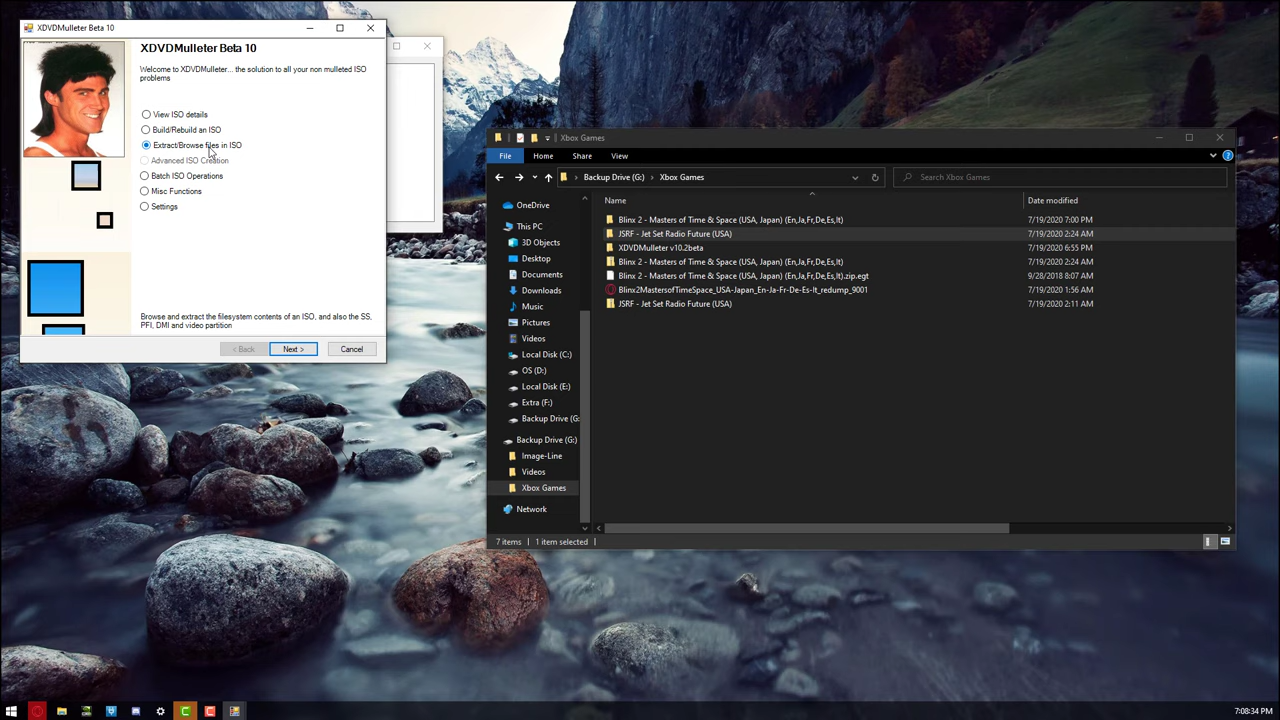 XDVDMulleter Beta 10
XDVDMulleter Beta 10
Welcome to XDVDMulleter... the solution to all your non mulleted ISO
problems
View ISO details
Build/Rebuild an ISO
Extract/Browse files in ISO
Advanced ISO Creation
Batch ISO Operations
Misc Functions
Settings
Browse and extract the filesystem contents of an ISO, and also the SS,
PFI, DMI and video partition
< Back
Next >
Cancel
Xbox Games
File
Home
Share
View
Backup Drive (G:) > Xbox Games
Search Xbox Games
Name
Date modified
OneDrive
This PC
3D Objects
Desktop
Documents
Downloads
Music
Pictures
Videos
Local Disk (C:)
OS (D:)
Local Disk (E:)
Extra (F:)
Backup Drive (G:
Backup Drive (G:)
Image-Line
Videos
Xbox Games
Network
Blinx 2 - Masters of Time & Space (USA, Japan) (En,Ja,Fr,De,Es,It) 7/19/2020 7:00 PM
JSRF - Jet Set Radio Future (USA) 7/19/2020 2:24 AM
XDVDMulleter v10.2beta 7/19/2020 6:55 PM
Blinx 2 - Masters of Time & Space (USA, Japan) (En,Ja,Fr,De,Es,It) 7/19/2020 2:24 AM
Blinx 2 - Masters of Time & Space (USA, Japan) (En,Ja,Fr,De,Es,It).zip.egt 9/28/2018 8:07 AM
Blinx2MastersofTimeSpace_USA-Japan_En-Ja-Fr-De-Es-It_redump_9001 7/19/2020 1:56 AM
JSRF - Jet Set Radio Future (USA) 7/19/2020 2:11 AM
7 items
1 item selected
7:08:34 PM